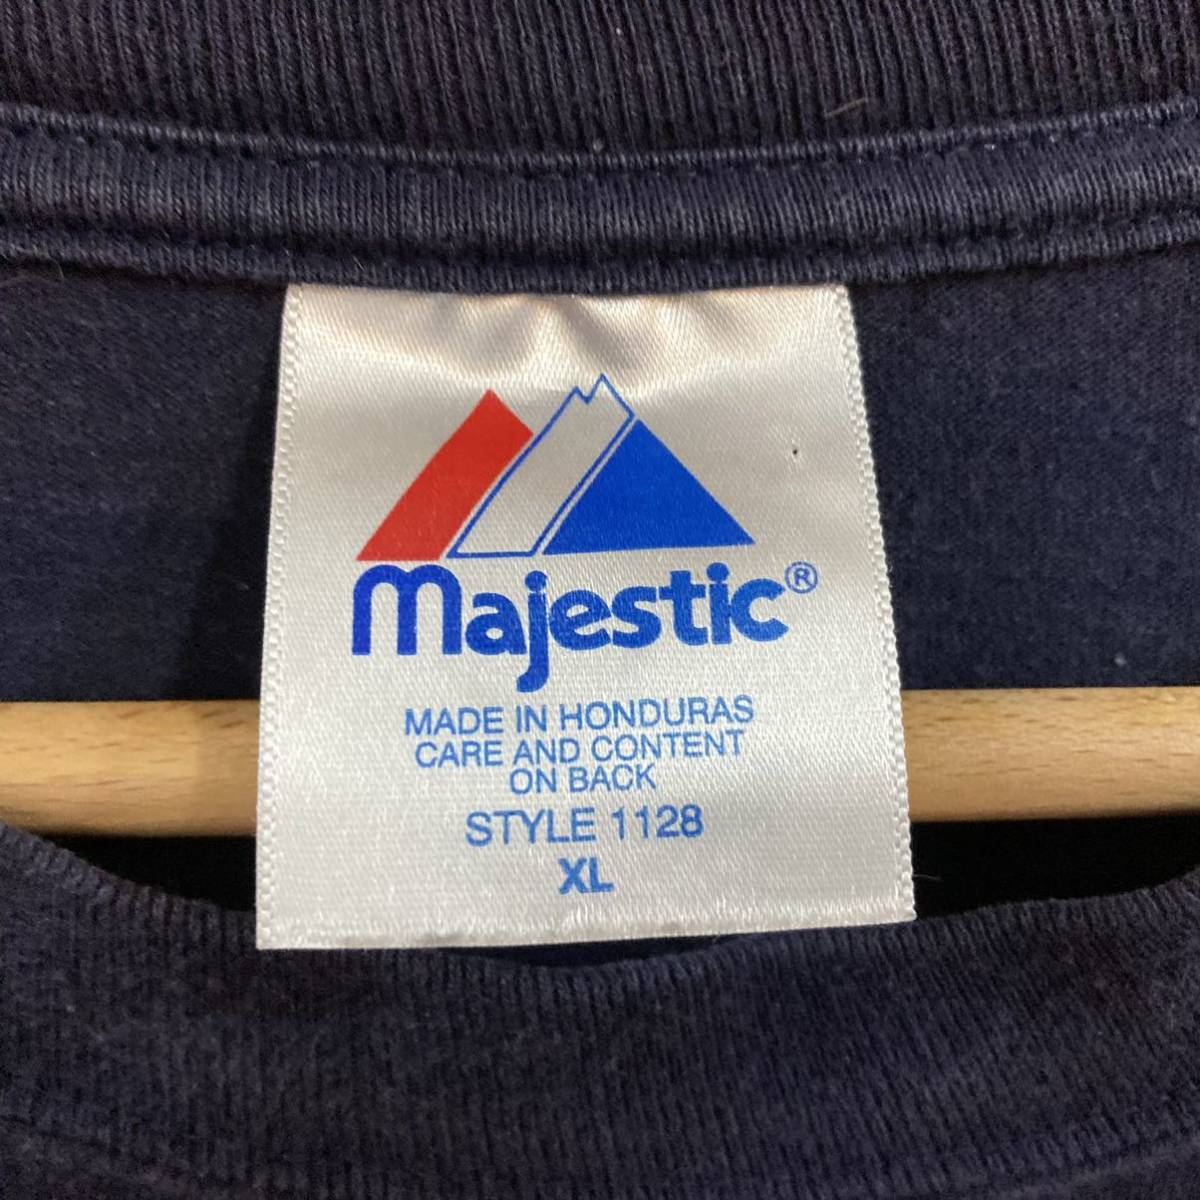 majestic®
MADE IN HONDURAS
CARE AND CONTENT
ON BACK
STYLE 1128
XL